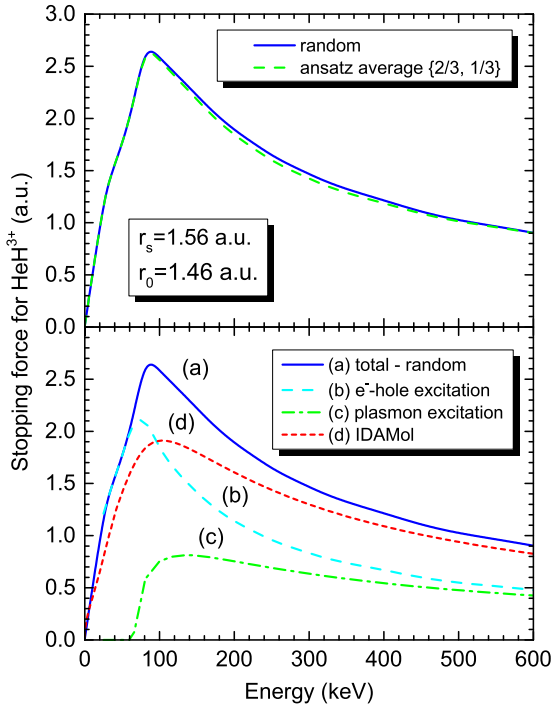 3.0
2.5
2.0
1.5
1.0
0.5
0.0
random
ansatz average {2/3, 1/3}
r_s=1.56 a.u.
r_0=1.46 a.u.
Stopping force for HeH³⁺ (a.u.)
2.5
2.0
1.5
1.0
0.5
0.0
(a)
(d)
(b)
(c)
(a) total - random
(b) e⁻-hole excitation
(c) plasmon excitation
(d) IDAMol
0 100 200 300 400 500 600
Energy (keV)